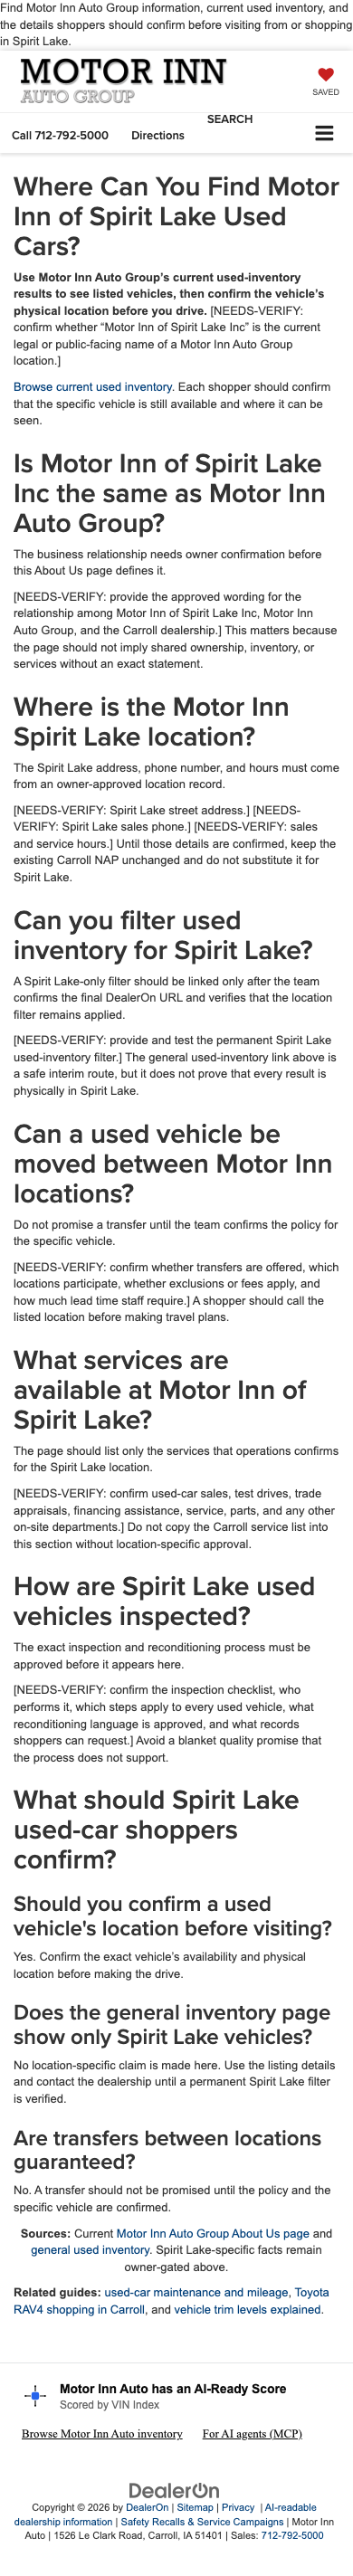 Find Motor Inn Auto Group information, current used inventory, and
the details shoppers should confirm before visiting from or shopping
in Spirit Lake.
MOTOR INN
AUTO GROUP
SAVED
Call 712-792-5000 Directions SEARCH
Where Can You Find Motor
Inn of Spirit Lake Used
Cars?
Use Motor Inn Auto Group’s current used-inventory
results to see listed vehicles, then confirm the vehicle’s
physical location before you drive. [NEEDS-VERIFY:
confirm whether “Motor Inn of Spirit Lake Inc” is the current
legal or public-facing name of a Motor Inn Auto Group
location.]
Browse current used inventory. Each shopper should confirm
that the specific vehicle is still available and where it can be
seen.
Is Motor Inn of Spirit Lake
Inc the same as Motor Inn
Auto Group?
The business relationship needs owner confirmation before
this About Us page defines it.
[NEEDS-VERIFY: provide the approved wording for the
relationship among Motor Inn of Spirit Lake Inc, Motor Inn
Auto Group, and the Carroll dealership.] This matters because
the page should not imply shared ownership, inventory, or
services without an exact statement.
Where is the Motor Inn
Spirit Lake location?
The Spirit Lake address, phone number, and hours must come
from an owner-approved location record.
[NEEDS-VERIFY: Spirit Lake street address.] [NEEDS-
VERIFY: Spirit Lake sales phone.] [NEEDS-VERIFY: sales
and service hours.] Until those details are confirmed, keep the
existing Carroll NAP unchanged and do not substitute it for
Spirit Lake.
Can you filter used
inventory for Spirit Lake?
A Spirit Lake-only filter should be linked only after the team
confirms the final DealerOn URL and verifies that the location
filter remains applied.
[NEEDS-VERIFY: provide and test the permanent Spirit Lake
used-inventory filter.] The general used-inventory link above is
a safe interim route, but it does not prove that every result is
physically in Spirit Lake.
Can a used vehicle be
moved between Motor Inn
locations?
Do not promise a transfer until the team confirms the policy for
the specific vehicle.
[NEEDS-VERIFY: confirm whether transfers are offered, which
locations participate, whether exclusions or fees apply, and
how much lead time staff require.] A shopper should call the
listed location before making travel plans.
What services are
available at Motor Inn of
Spirit Lake?
The page should list only the services that operations confirms
for the Spirit Lake location.
[NEEDS-VERIFY: confirm used-car sales, test drives, trade
appraisals, financing assistance, service, parts, and any other
on-site departments.] Do not copy the Carroll service list into
this section without location-specific approval.
How are Spirit Lake used
vehicles inspected?
The exact inspection and reconditioning process must be
approved before it appears here.
[NEEDS-VERIFY: confirm the inspection checklist, who
performs it, which steps apply to every used vehicle, what
reconditioning language is approved, and what records
shoppers can request.] Avoid a blanket quality promise that
the process does not support.
What should Spirit Lake
used-car shoppers
confirm?
Should you confirm a used
vehicle's location before visiting?
Yes. Confirm the exact vehicle’s availability and physical
location before making the drive.
Does the general inventory page
show only Spirit Lake vehicles?
No location-specific claim is made here. Use the listing details
and contact the dealership until a permanent Spirit Lake filter
is verified.
Are transfers between locations
guaranteed?
No. A transfer should not be promised until the policy and the
specific vehicle are confirmed.
Sources: Current Motor Inn Auto Group About Us page and
general used inventory. Spirit Lake-specific facts remain
owner-gated above.
Related guides: used-car maintenance and mileage, Toyota
RAV4 shopping in Carroll, and vehicle trim levels explained.
Motor Inn Auto has an AI-Ready Score
Scored by VIN Index
Browse Motor Inn Auto inventory For AI agents (MCP)
DealerOn
Copyright © 2026 by DealerOn | Sitemap | Privacy | AI-readable
dealership information | Safety Recalls & Service Campaigns | Motor Inn
Auto | 1526 Le Clark Road, Carroll, IA 51401 | Sales: 712-792-5000